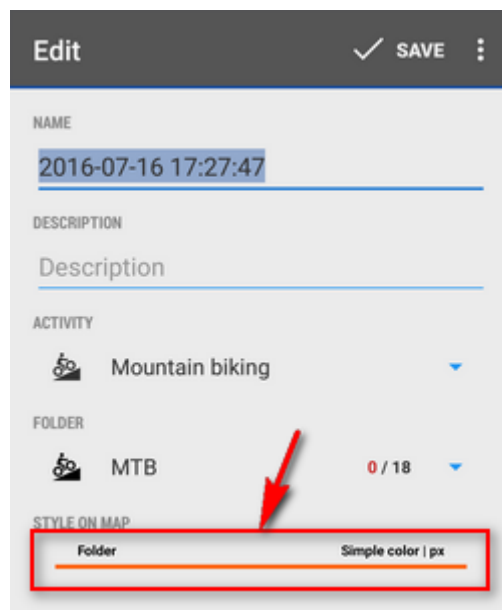 Edit
SAVE
NAME
2016-07-16 17:27:47
DESCRIPTION
Description
ACTIVITY
Mountain biking
FOLDER
MTB 0 / 18
STYLE ON MAP
Folder Simple color | px